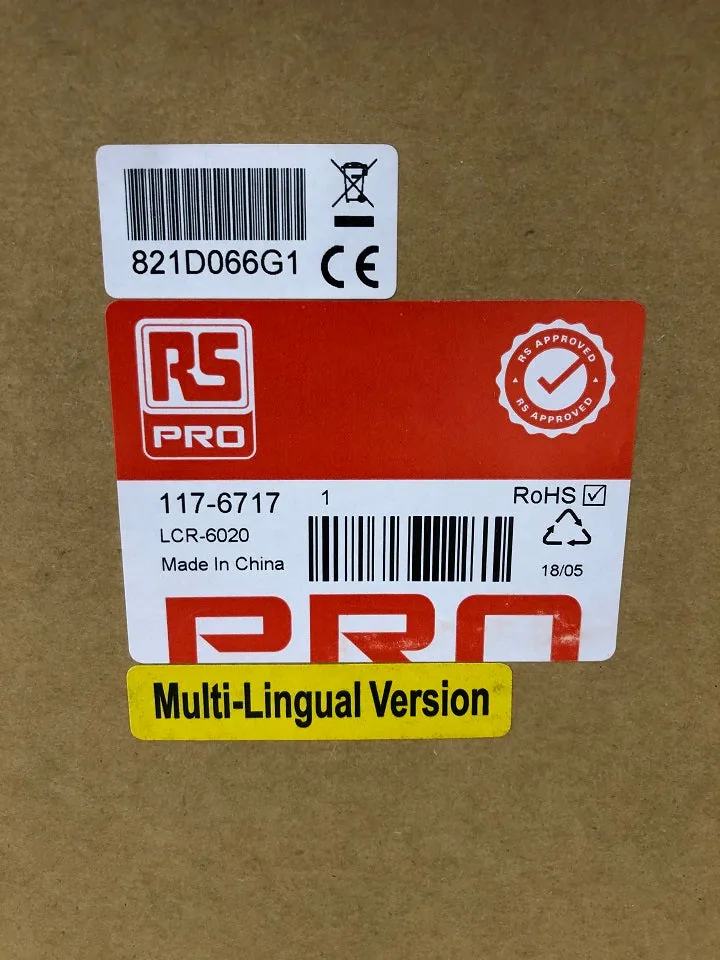 821D066G1
CE
RS
PRO
RS APPROVED
RS APPROVED
117-6717
1
RoHS ☑
LCR-6020
Made In China
18/05
PRO
Multi-Lingual Version